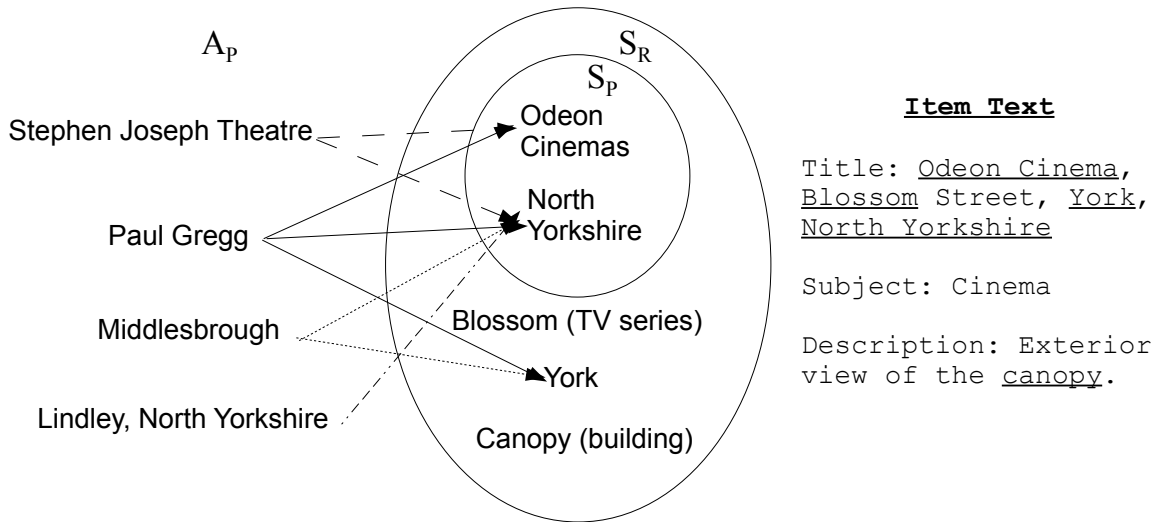 A_P
S_R
S_P
Stephen Joseph Theatre
Odeon
Cinemas
North
Yorkshire
Paul Gregg
Middlesbrough
Blossom (TV series)
York
Lindley, North Yorkshire
Canopy (building)
Item Text
Title: Odeon Cinema,
Blossom Street, York,
North Yorkshire
Subject: Cinema
Description: Exterior
view of the canopy.